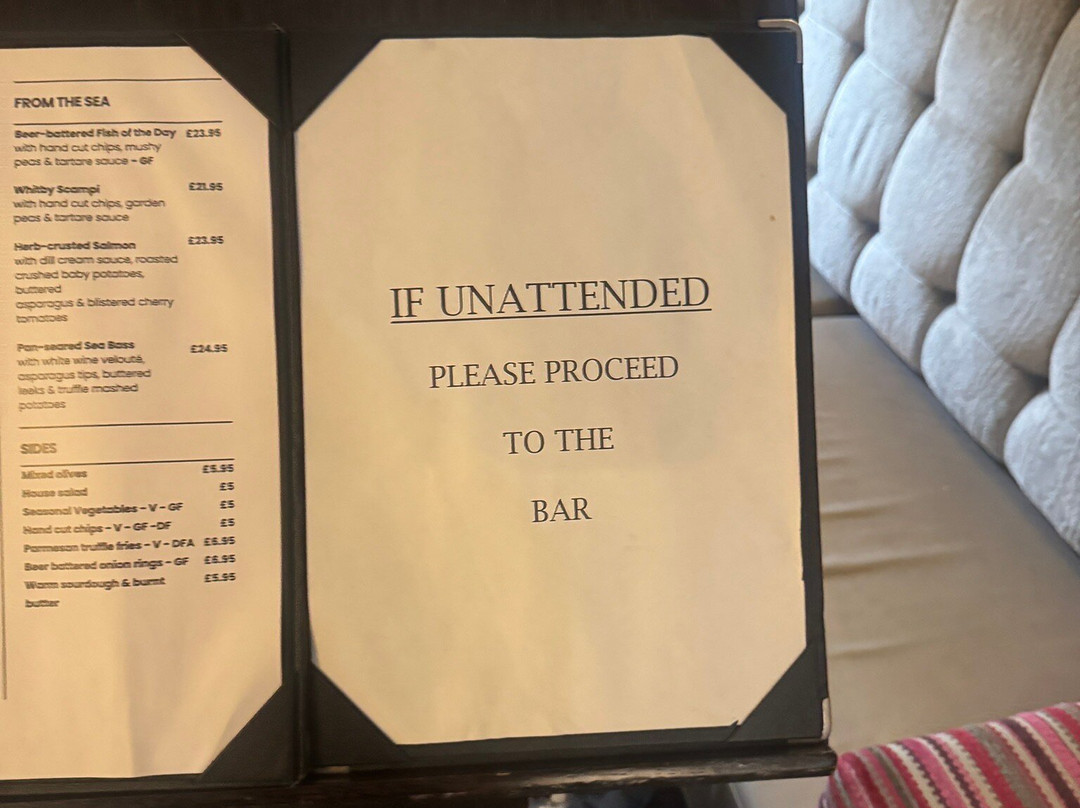 FROM THE SEA
Beer-battered Fish of the Day £23.95
with hand cut chips, mushy
peas & tartare sauce - GF
Whitby Scampi £21.95
with hand cut chips, garden
peas & tartare sauce
Herb-crusted Salmon £23.95
with dill cream sauce, roasted
crushed baby potatoes,
buttered
asparagus & blistered cherry
tomatoes
Pan-seared Sea Bass £24.95
with white wine velouté,
asparagus tips, buttered
leeks & truffle mashed
potatoes
SIDES
Mixed olives £5.95
House salad £5
Seasonal Vegetables - V - GF £5
Hand cut chips - V - GF -DF £5
Parmesan truffle fries - V - DFA £6.95
Beer battered onion rings - GF £6.95
Warm sourdough & burnt £5.95
butter
IF UNATTENDED
PLEASE PROCEED
TO THE
BAR